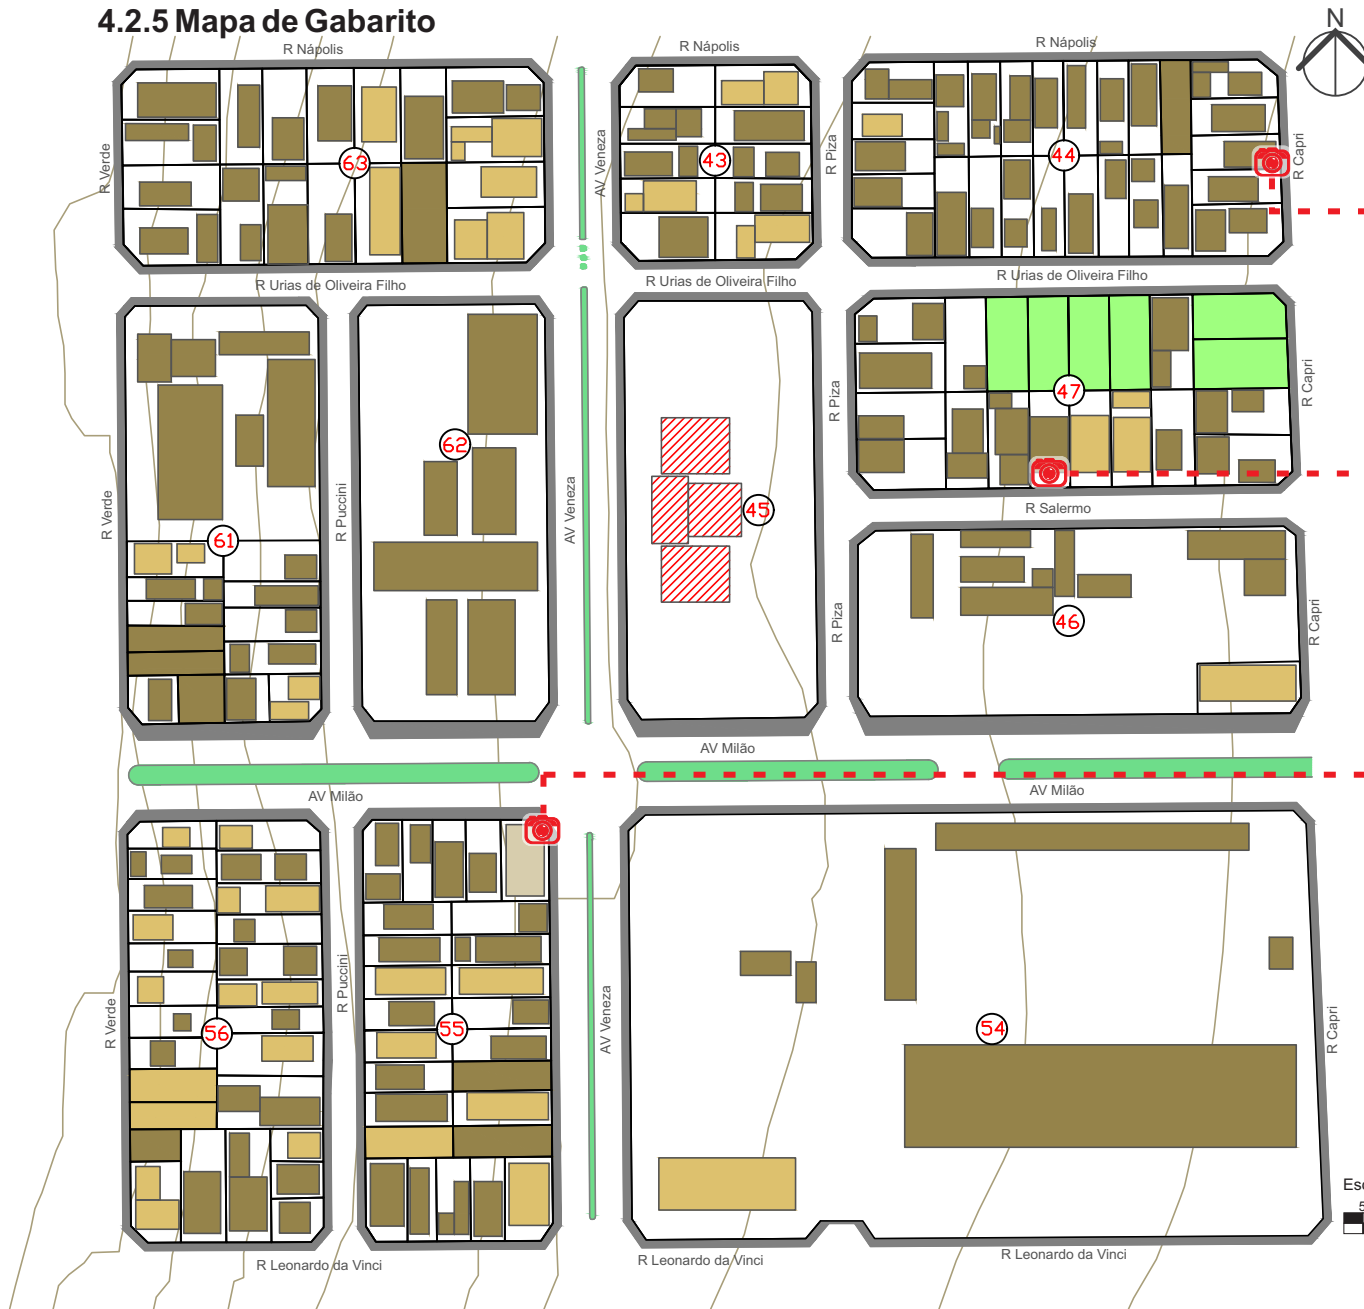 4.2.5 Mapa de Gabarito
N
R Nápolis
R Nápolis
R Nápolis
R Verde
63
AV Veneza
43
R Piza
44
R Capri
R Urias de Oliveira Filho
R Urias de Oliveira Filho
R Urias de Oliveira Filho
R Verde
61
R Puccini
62
AV Veneza
45
R Piza
47
R Capri
R Salermo
R Piza
46
R Capri
AV Milão
AV Milão
AV Milão
R Verde
56
R Puccini
55
AV Veneza
54
R Capri
Esc
5
R Leonardo da Vinci
R Leonardo da Vinci
R Leonardo da Vinci